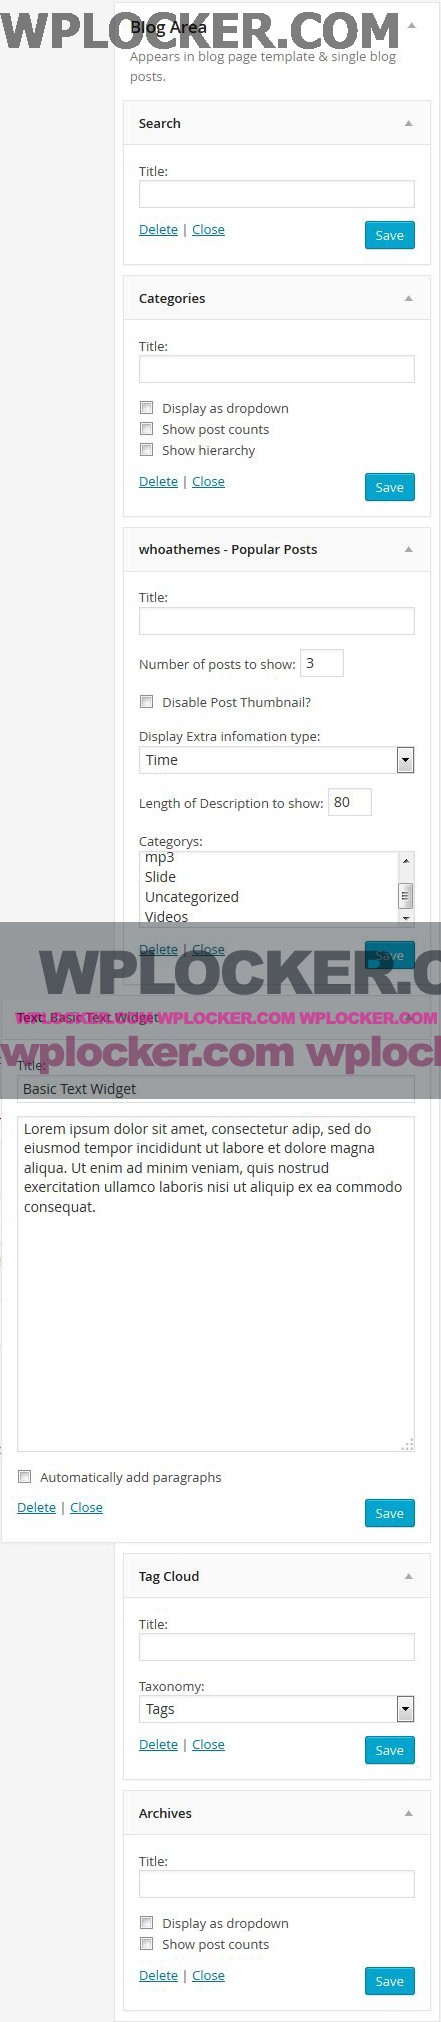 WPLOCKER.COM
Blog Area
Appears in blog page template & single blog
posts.
Search
Title:
Delete | Close
Save
Categories
Title:
Display as dropdown
Show post counts
Show hierarchy
Delete | Close
Save
whoathemes - Popular Posts
Title:
Number of posts to show: 3
Disable Post Thumbnail?
Display Extra infomation type:
Time
Length of Description to show: 80
Categorys:
mp3
Slide
Uncategorized
Videos
Delete | Close
Save
WPLOCKER.C
Text: Basic Text Widget
WPLOCKER.COM WPLOCKER.COM WPLOCKER.COM
wplocker.com wplock
Title:
Basic Text Widget
Lorem ipsum dolor sit amet, consectetur adip, sed do
eiusmod tempor incididunt ut labore et dolore magna
aliqua. Ut enim ad minim veniam, quis nostrud
exercitation ullamco laboris nisi ut aliquip ex ea commodo
consequat.
Automatically add paragraphs
Delete | Close
Save
Tag Cloud
Title:
Taxonomy:
Tags
Delete | Close
Save
Archives
Title:
Display as dropdown
Show post counts
Delete | Close
Save